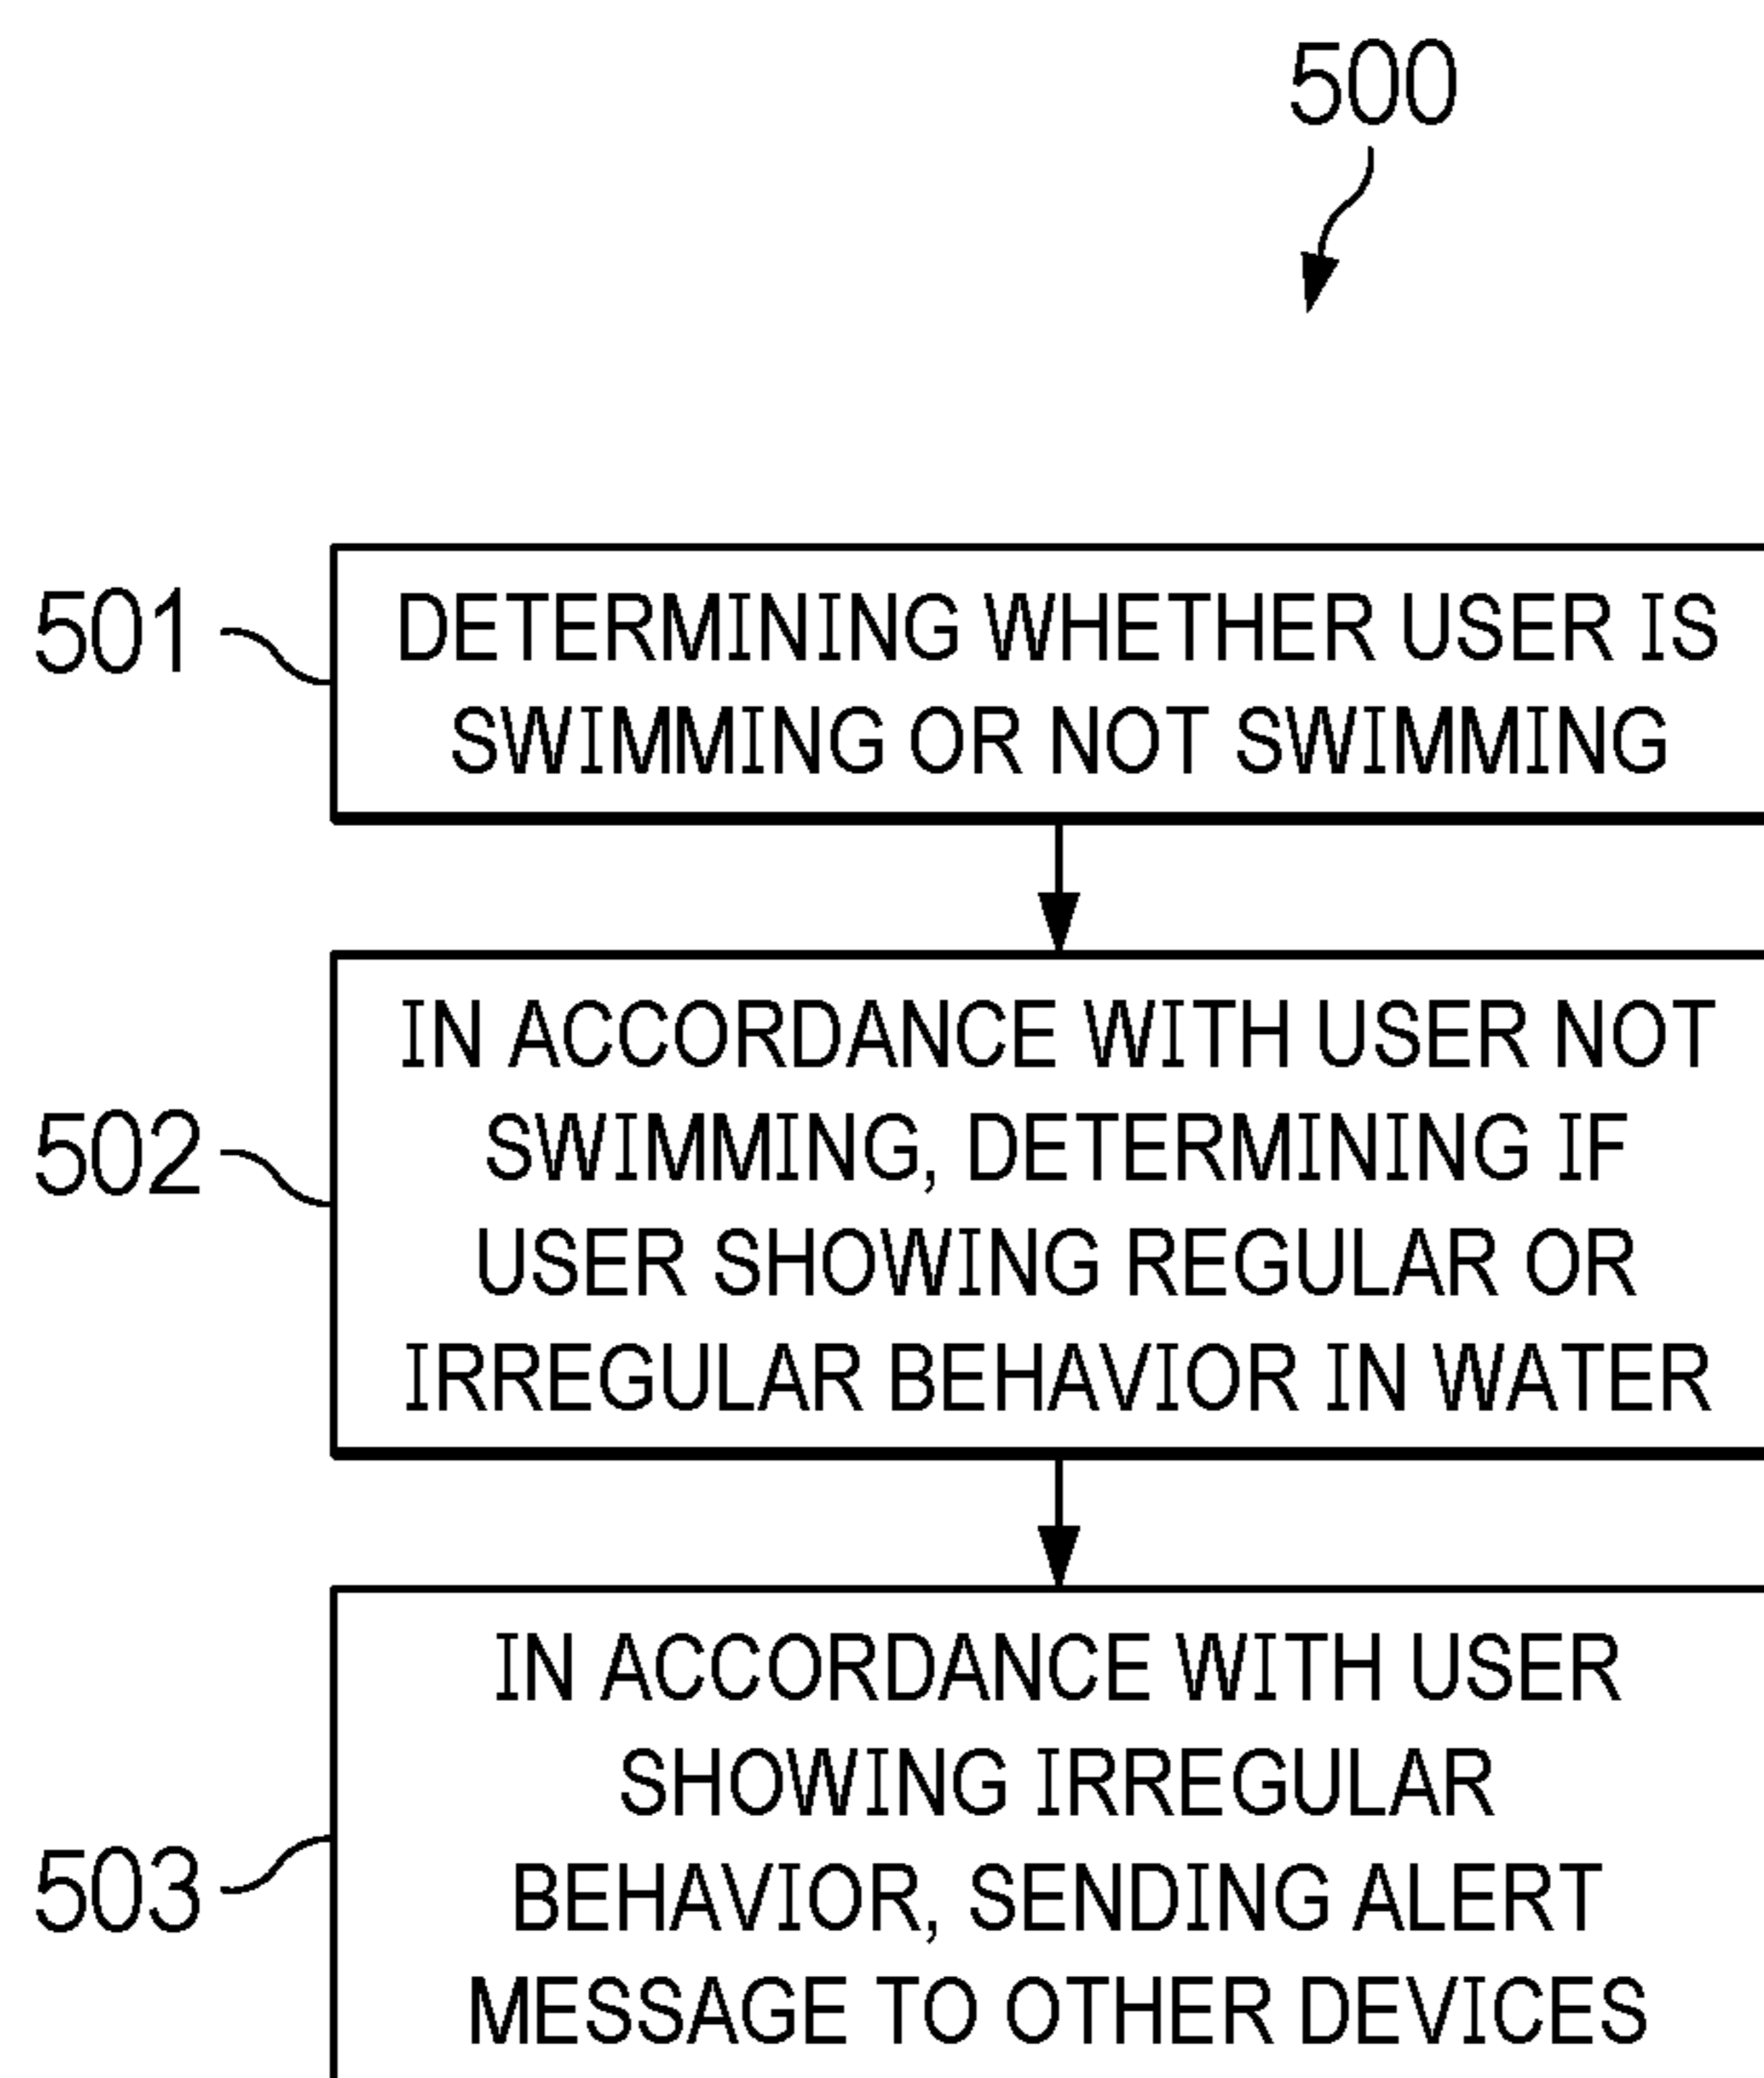 500
501
DETERMINING WHETHER USER IS
SWIMMING OR NOT SWIMMING
502
IN ACCORDANCE WITH USER NOT
SWIMMING, DETERMINING IF
USER SHOWING REGULAR OR
IRREGULAR BEHAVIOR IN WATER
503
IN ACCORDANCE WITH USER
SHOWING IRREGULAR
BEHAVIOR, SENDING ALERT
MESSAGE TO OTHER DEVICES